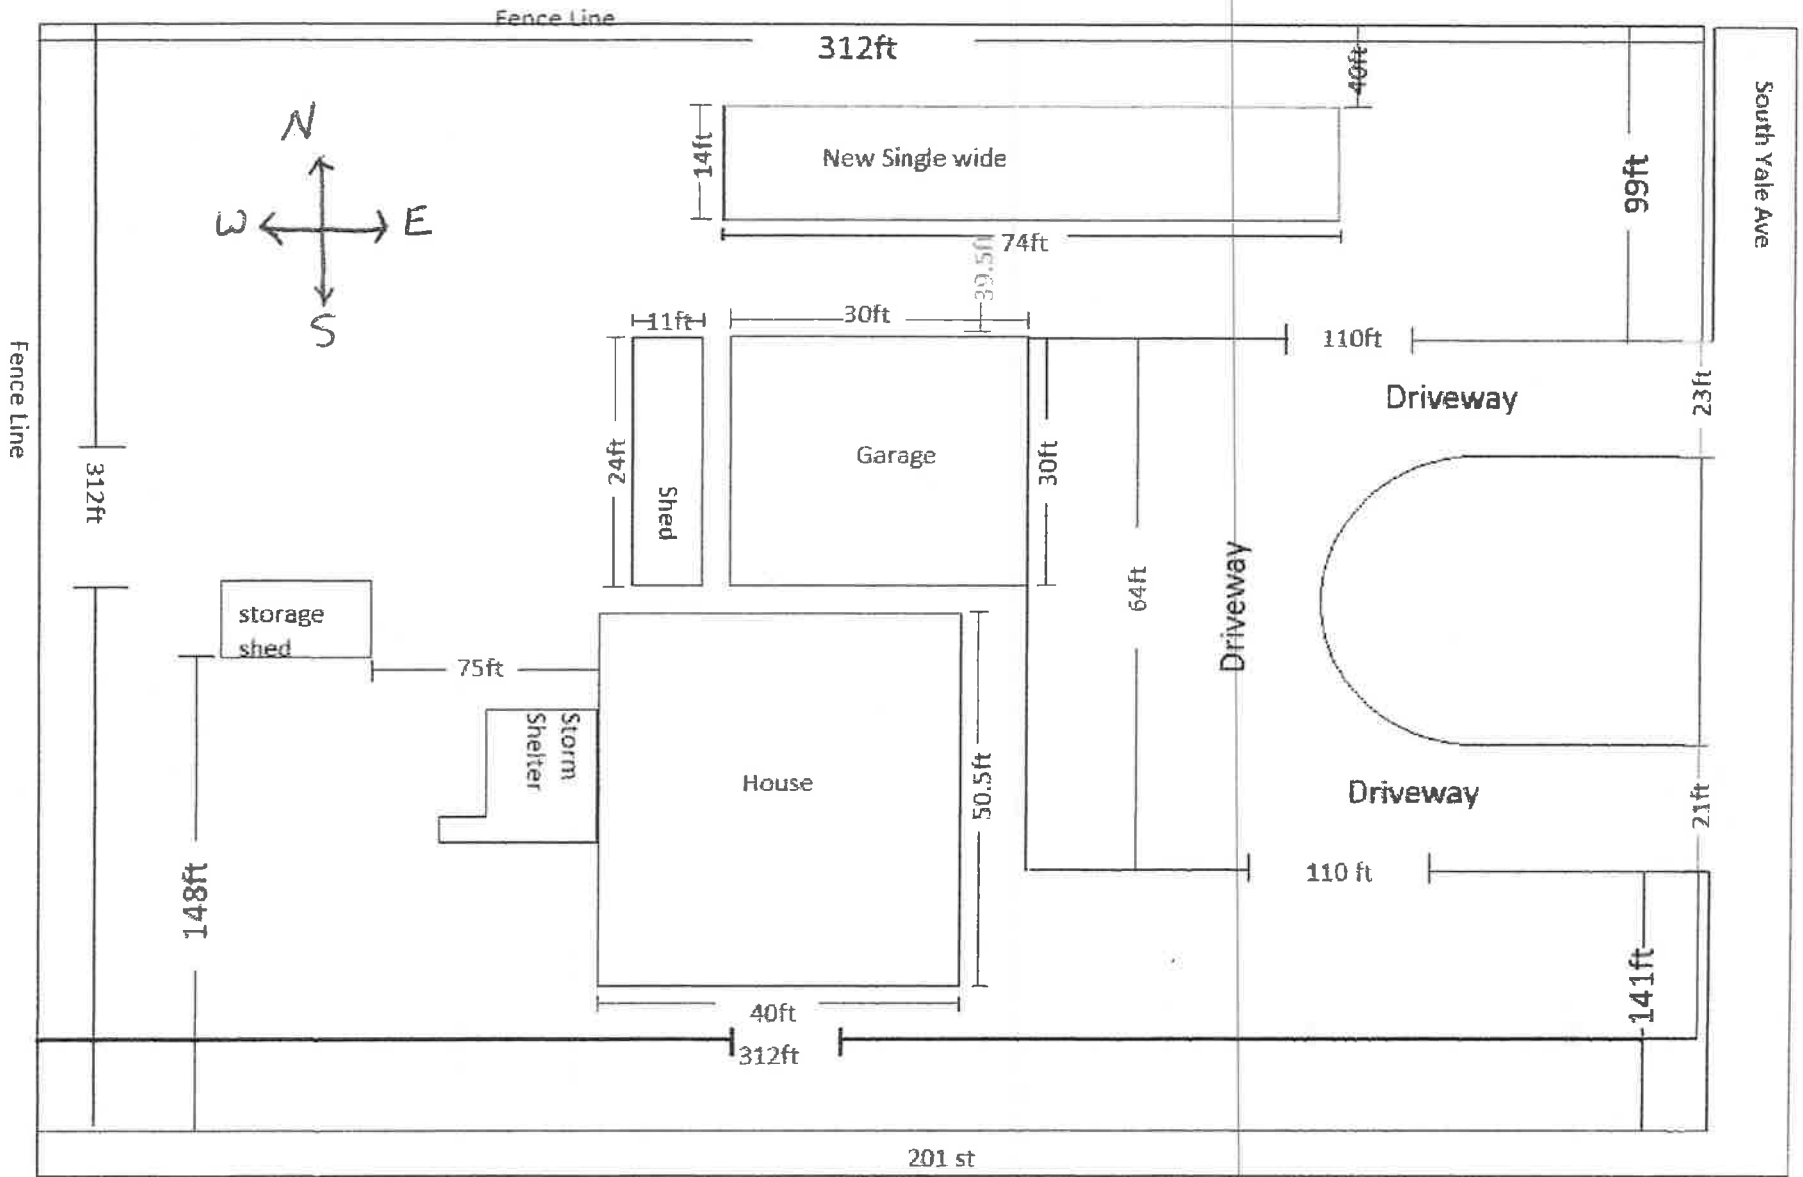 Fence Line
312ft
40ft
South Yale Ave
N
W E
S
14ft
New Single wide
99ft
74ft
39.5ft
11ft
30ft
110ft
Fence Line
23ft
Driveway
24ft
Shed
Garage
30ft
312ft
64ft
Driveway
storage
shed
75ft
Storm
Shelter
House
50.5ft
Driveway
21ft
148ft
110 ft
141ft
40ft
312ft
201 st